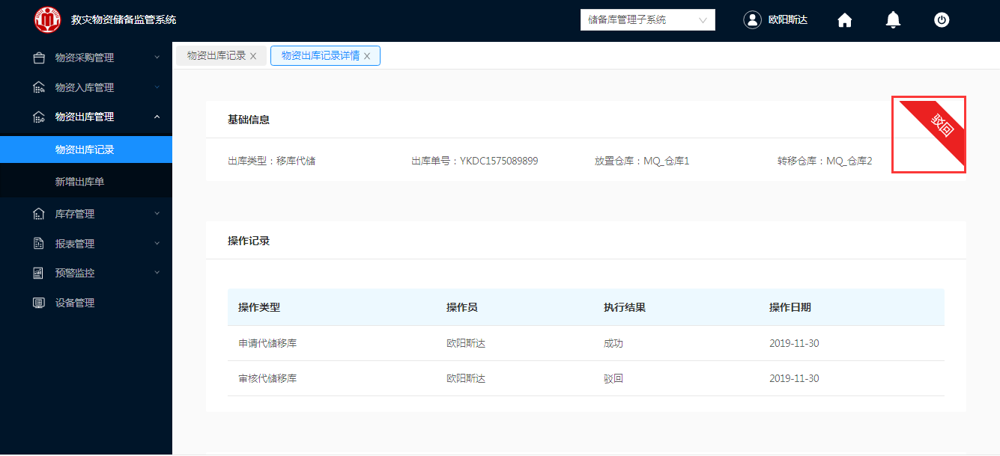 救灾物资储备监管系统
储备库管理子系统
欧阳斯达
物资采购管理
物资入库管理
物资出库管理
物资出库记录
新增出库单
库存管理
报表管理
预警监控
设备管理
物资出库记录 X
物资出库记录详情 X
基础信息
驳回
出库类型：移库代储
出库单号：YKDC1575089899
放置仓库：MQ_仓库1
转移仓库：MQ_仓库2
操作记录
操作类型 操作员 执行结果 操作日期
申请代储移库 欧阳斯达 成功 2019-11-30
审核代储移库 欧阳斯达 驳回 2019-11-30